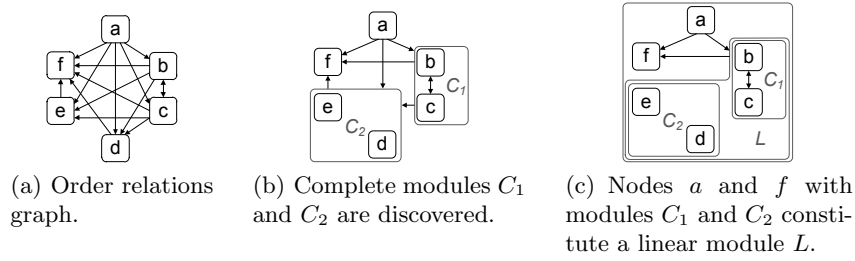 a
f
b
e
c
d
(a) Order relations
graph.
a
f
b
C1
e
c
C2
d
(b) Complete modules C1
and C2 are discovered.
a
f
b
C1
e
c
C2
d
L
(c) Nodes a and f with
modules C1 and C2 consti-
tute a linear module L.